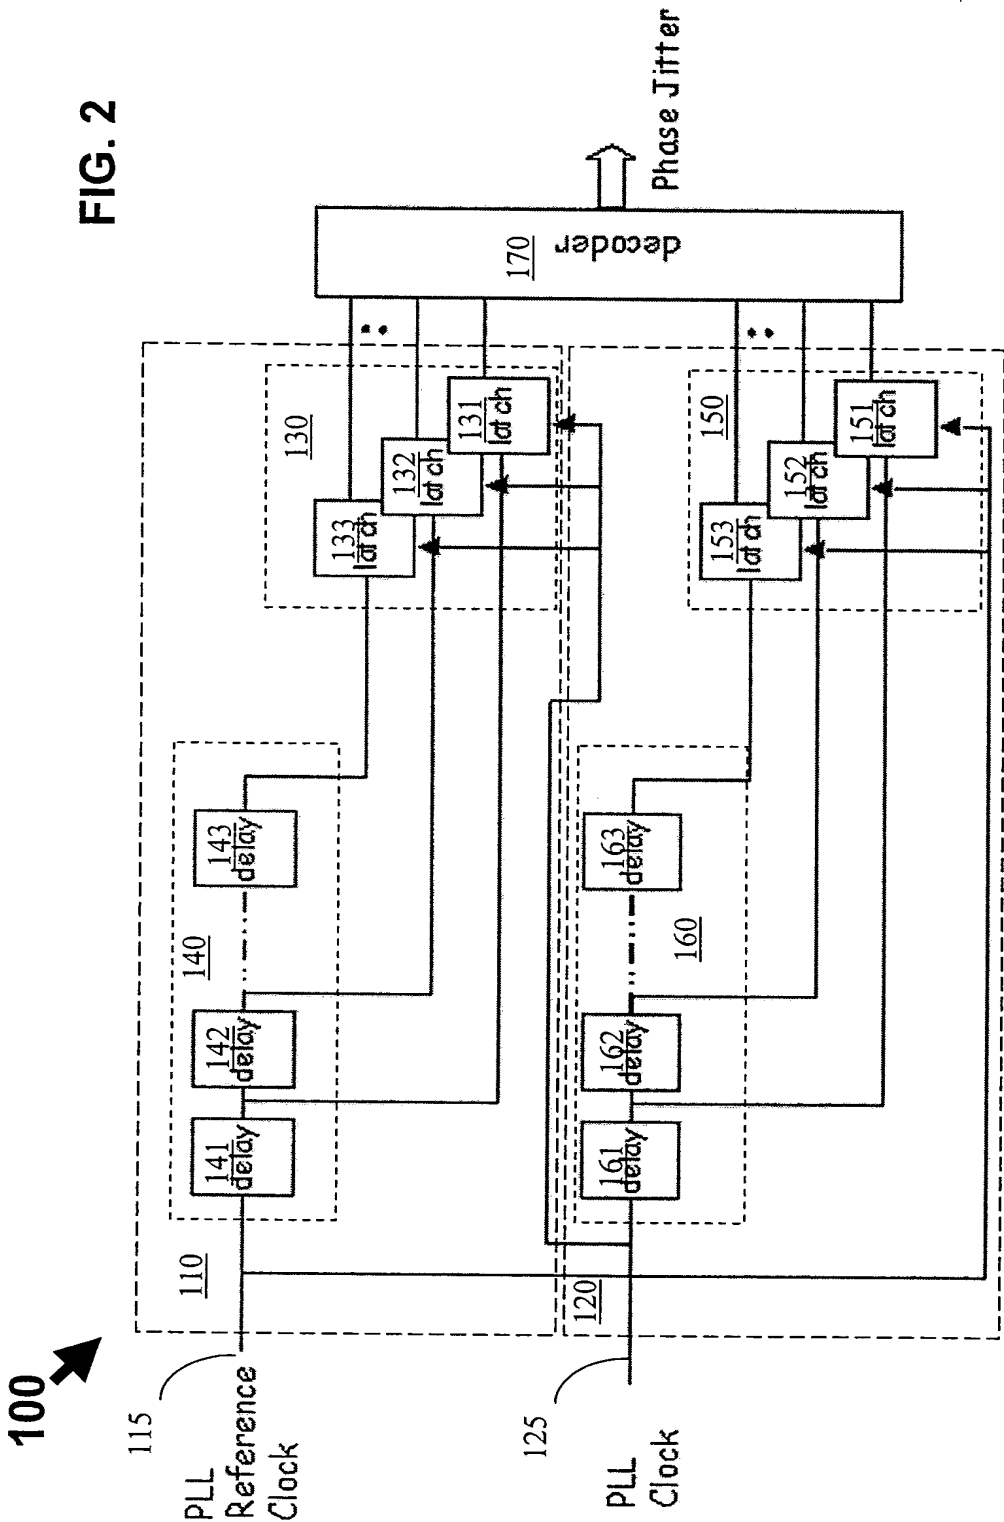 FIG. 2
100
115
PLL
Reference
Clock
125
PLL
Clock
110
140
141
delay
142
delay
143
delay
130
133
latch
132
latch
131
latch
120
160
161
delay
162
delay
163
delay
150
153
latch
152
latch
151
latch
170
decoder
Phase Jitter